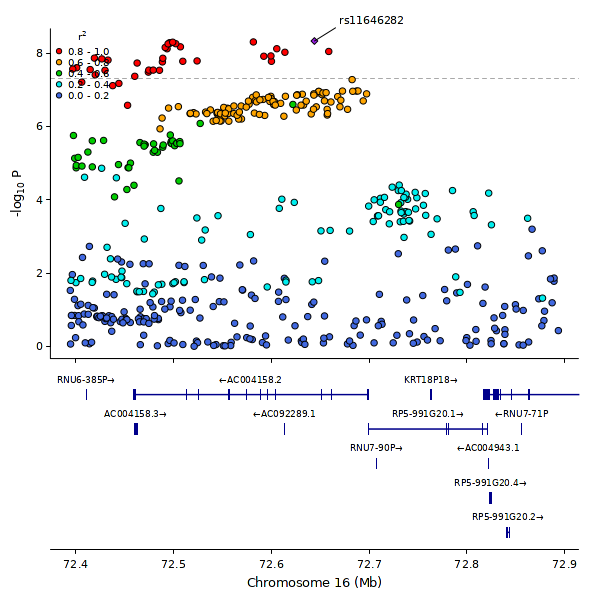 rs11646282
r²
0.8 - 1.0
0.6 - 0.8
0.4 - 0.6
0.2 - 0.4
0.0 - 0.2
-log10 P
8
6
4
2
0
RNU6-385P→
←AC004158.2
KRT18P18→
AC004158.3→
←AC092289.1
RP5-991G20.1→
←RNU7-71P
RNU7-90P→
←AC004943.1
RP5-991G20.4→
RP5-991G20.2→
72.4
72.5
72.6
72.7
72.8
72.9
Chromosome 16 (Mb)